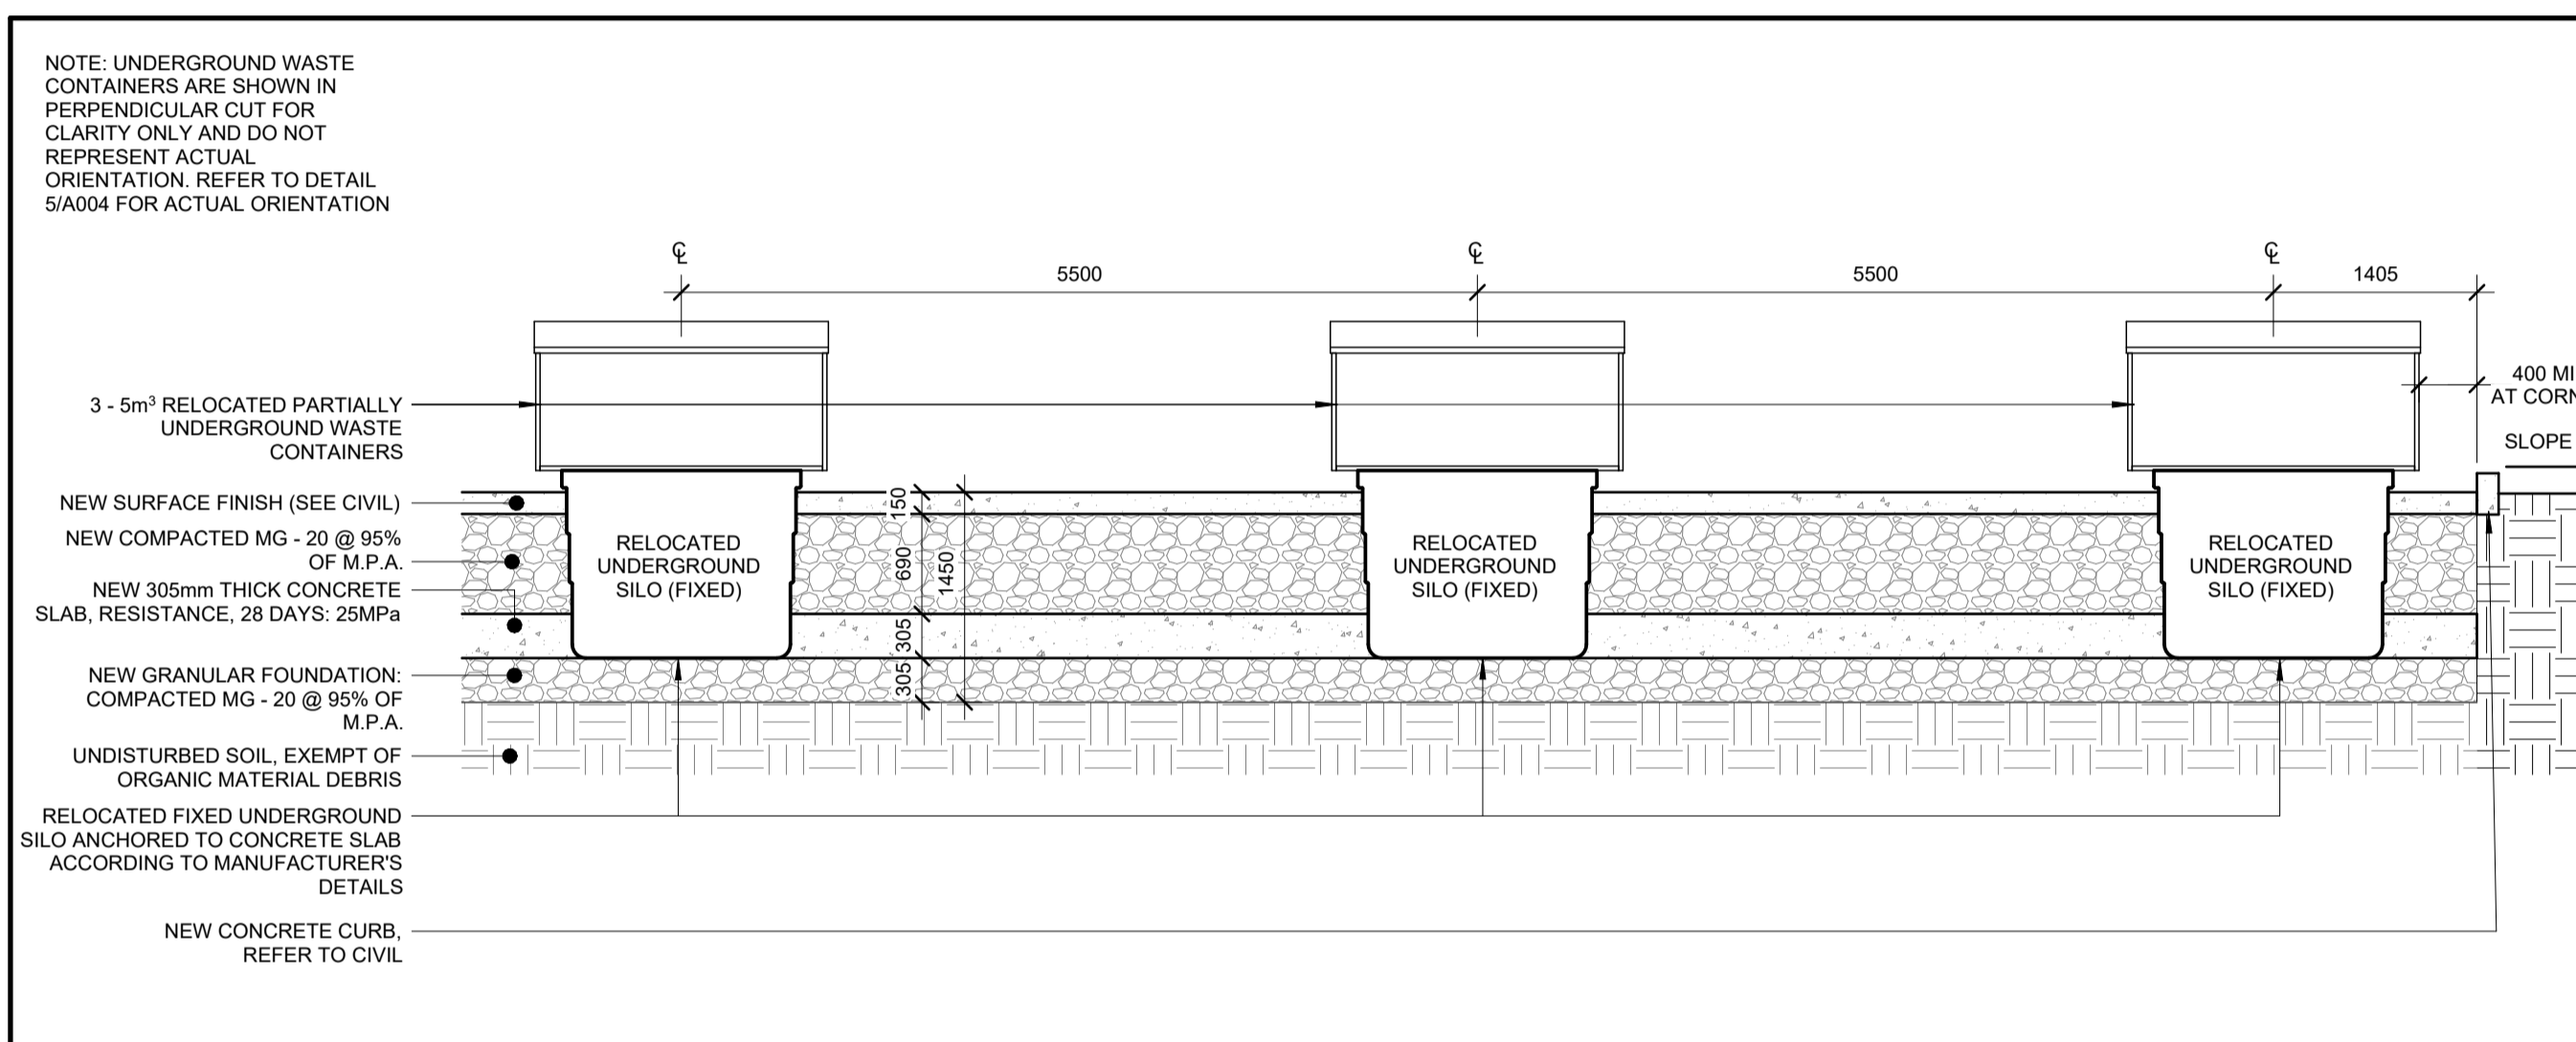 NOTE: UNDERGROUND WASTE
CONTAINERS ARE SHOWN IN
PERPENDICULAR CUT FOR
CLARITY ONLY AND DO NOT
REPRESENT ACTUAL
ORIENTATION. REFER TO DETAIL
5/A004 FOR ACTUAL ORIENTATION
℄ ℄ ℄
5500 5500 1405
400 MI
AT CORN
SLOPE
3 - 5m³ RELOCATED PARTIALLY
UNDERGROUND WASTE
CONTAINERS
NEW SURFACE FINISH (SEE CIVIL)
NEW COMPACTED MG - 20 @ 95%
OF M.P.A.
NEW 305mm THICK CONCRETE
SLAB, RESISTANCE, 28 DAYS: 25MPa
NEW GRANULAR FOUNDATION:
COMPACTED MG - 20 @ 95% OF
M.P.A.
UNDISTURBED SOIL, EXEMPT OF
ORGANIC MATERIAL DEBRIS
RELOCATED FIXED UNDERGROUND
SILO ANCHORED TO CONCRETE SLAB
ACCORDING TO MANUFACTURER'S
DETAILS
NEW CONCRETE CURB,
REFER TO CIVIL
RELOCATED
UNDERGROUND
SILO (FIXED)
150
690
305
305
1450
RELOCATED
UNDERGROUND
SILO (FIXED)
RELOCATED
UNDERGROUND
SILO (FIXED)